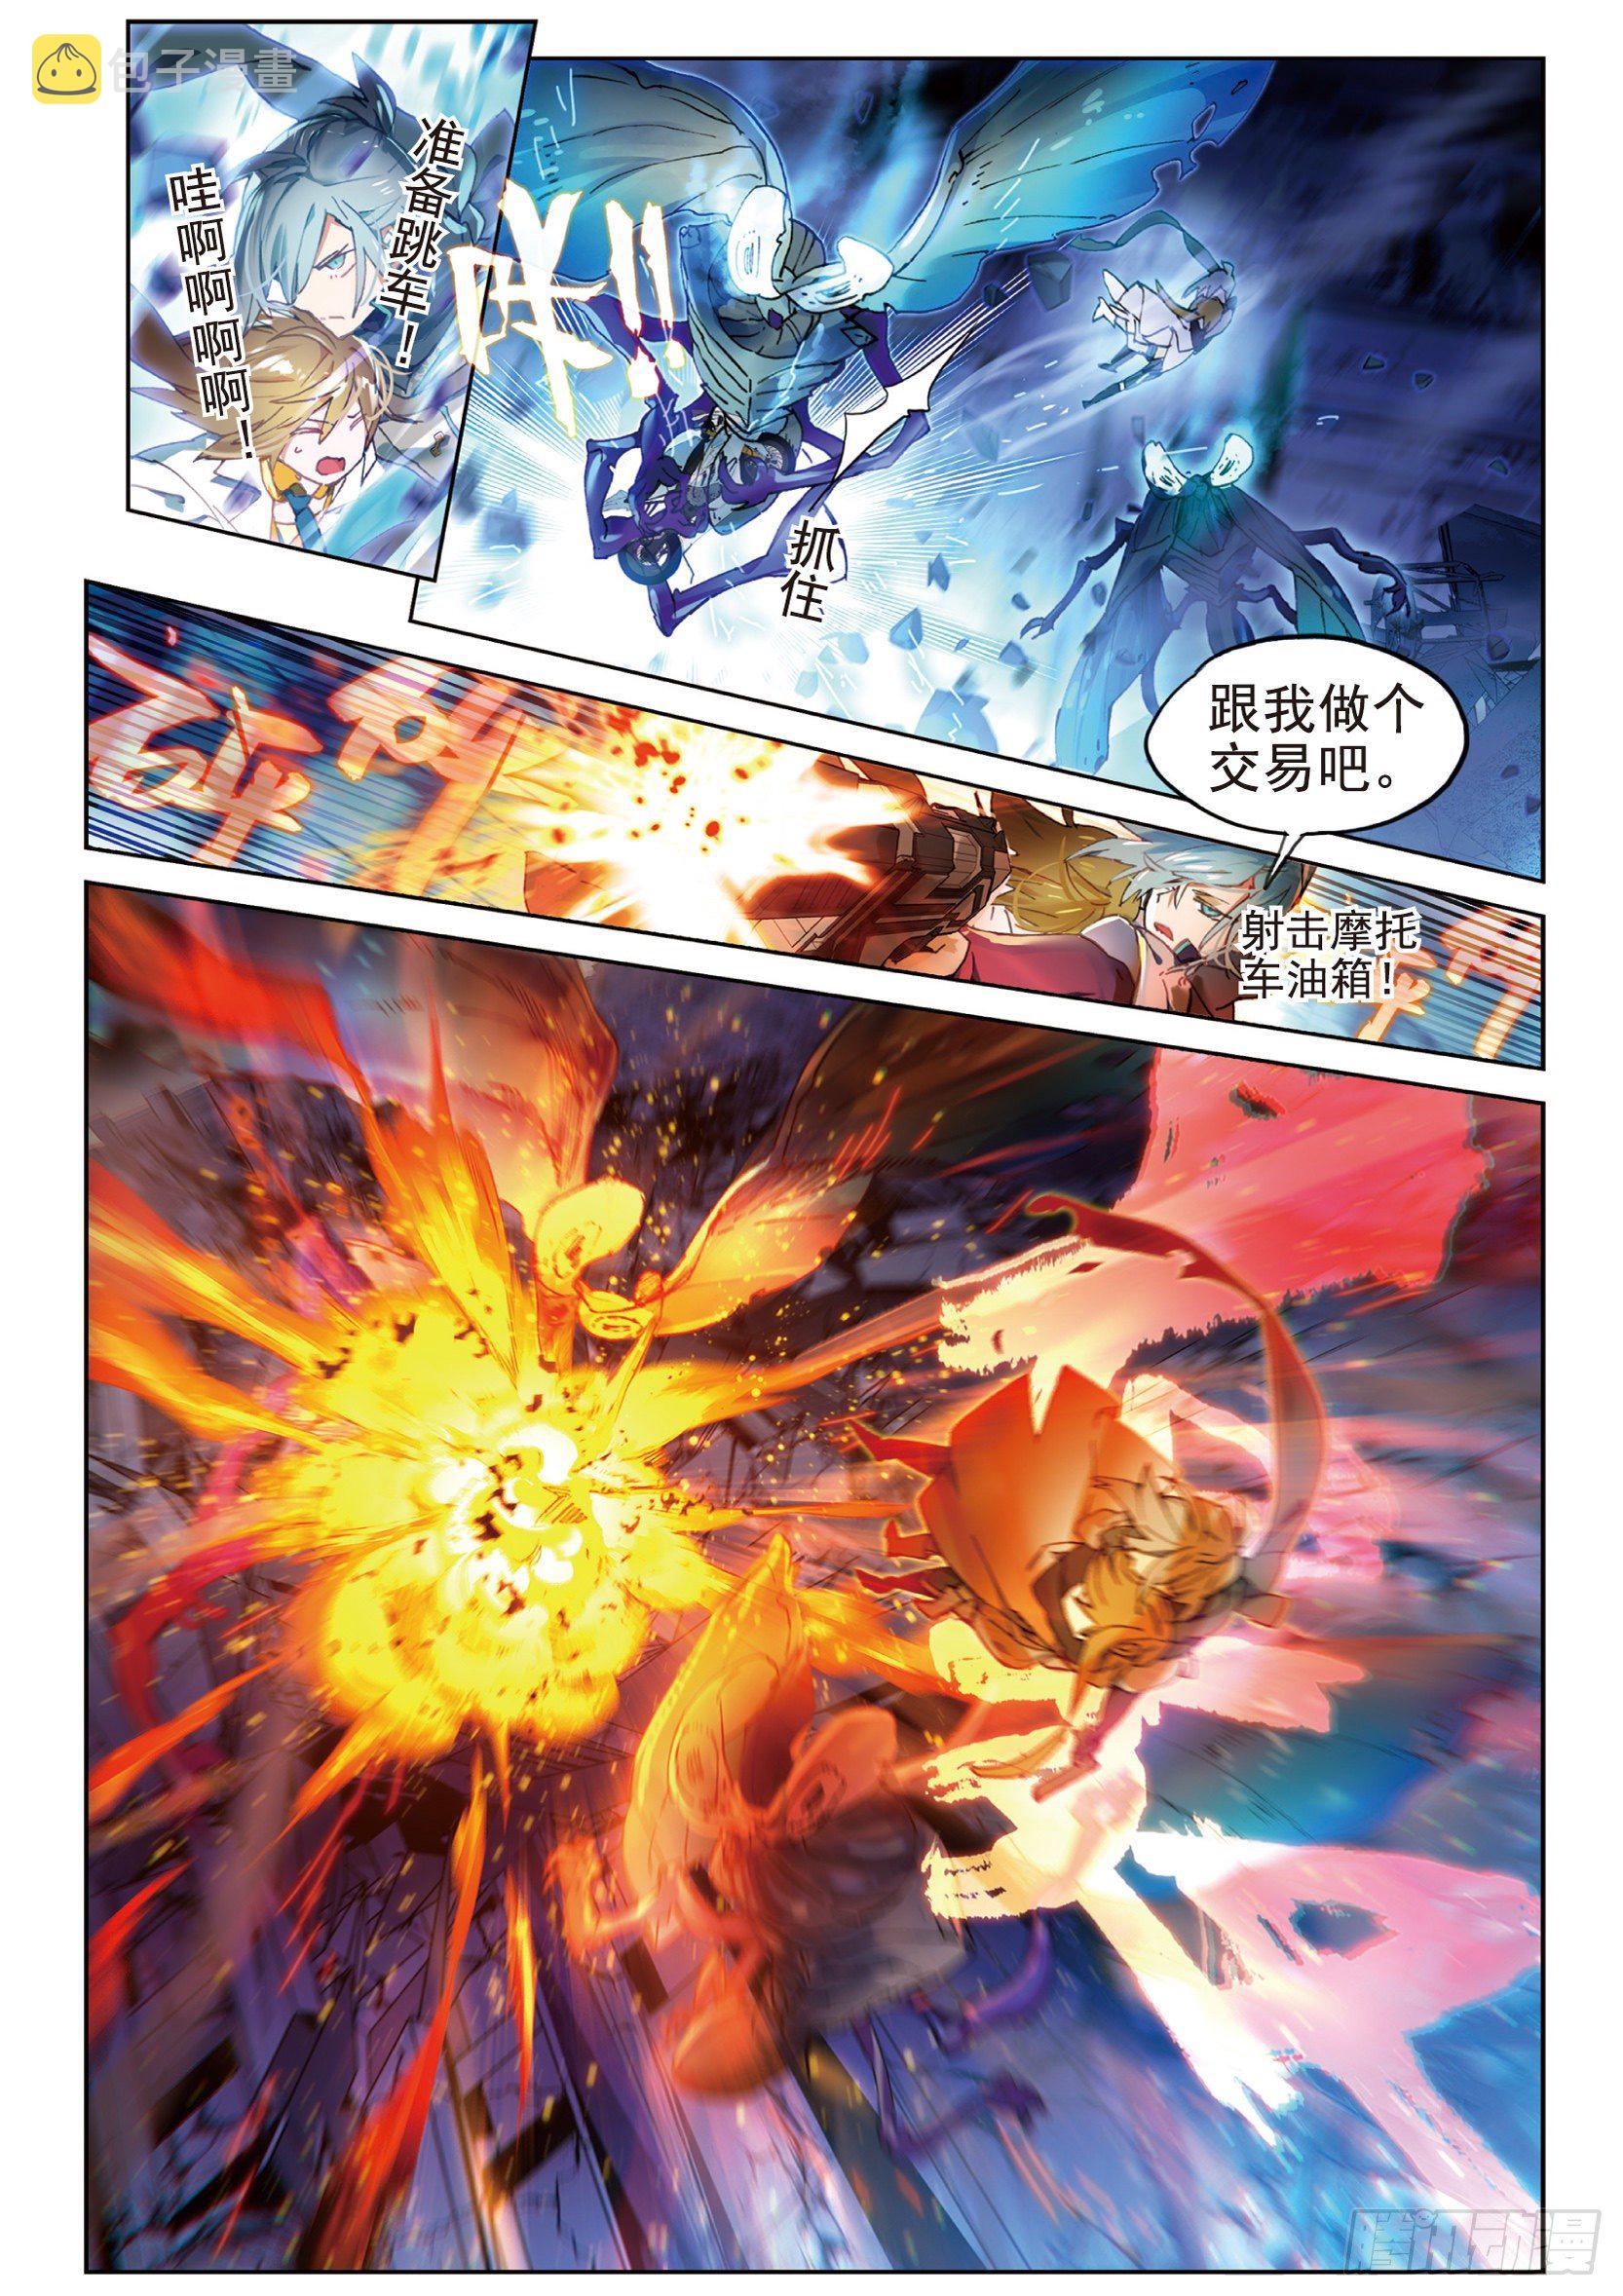 包子漫畫
准备跳车！
哇啊啊啊啊！
咔!!
抓住
跟我做个
交易吧。
射击摩托
车油箱！
腾讯动漫